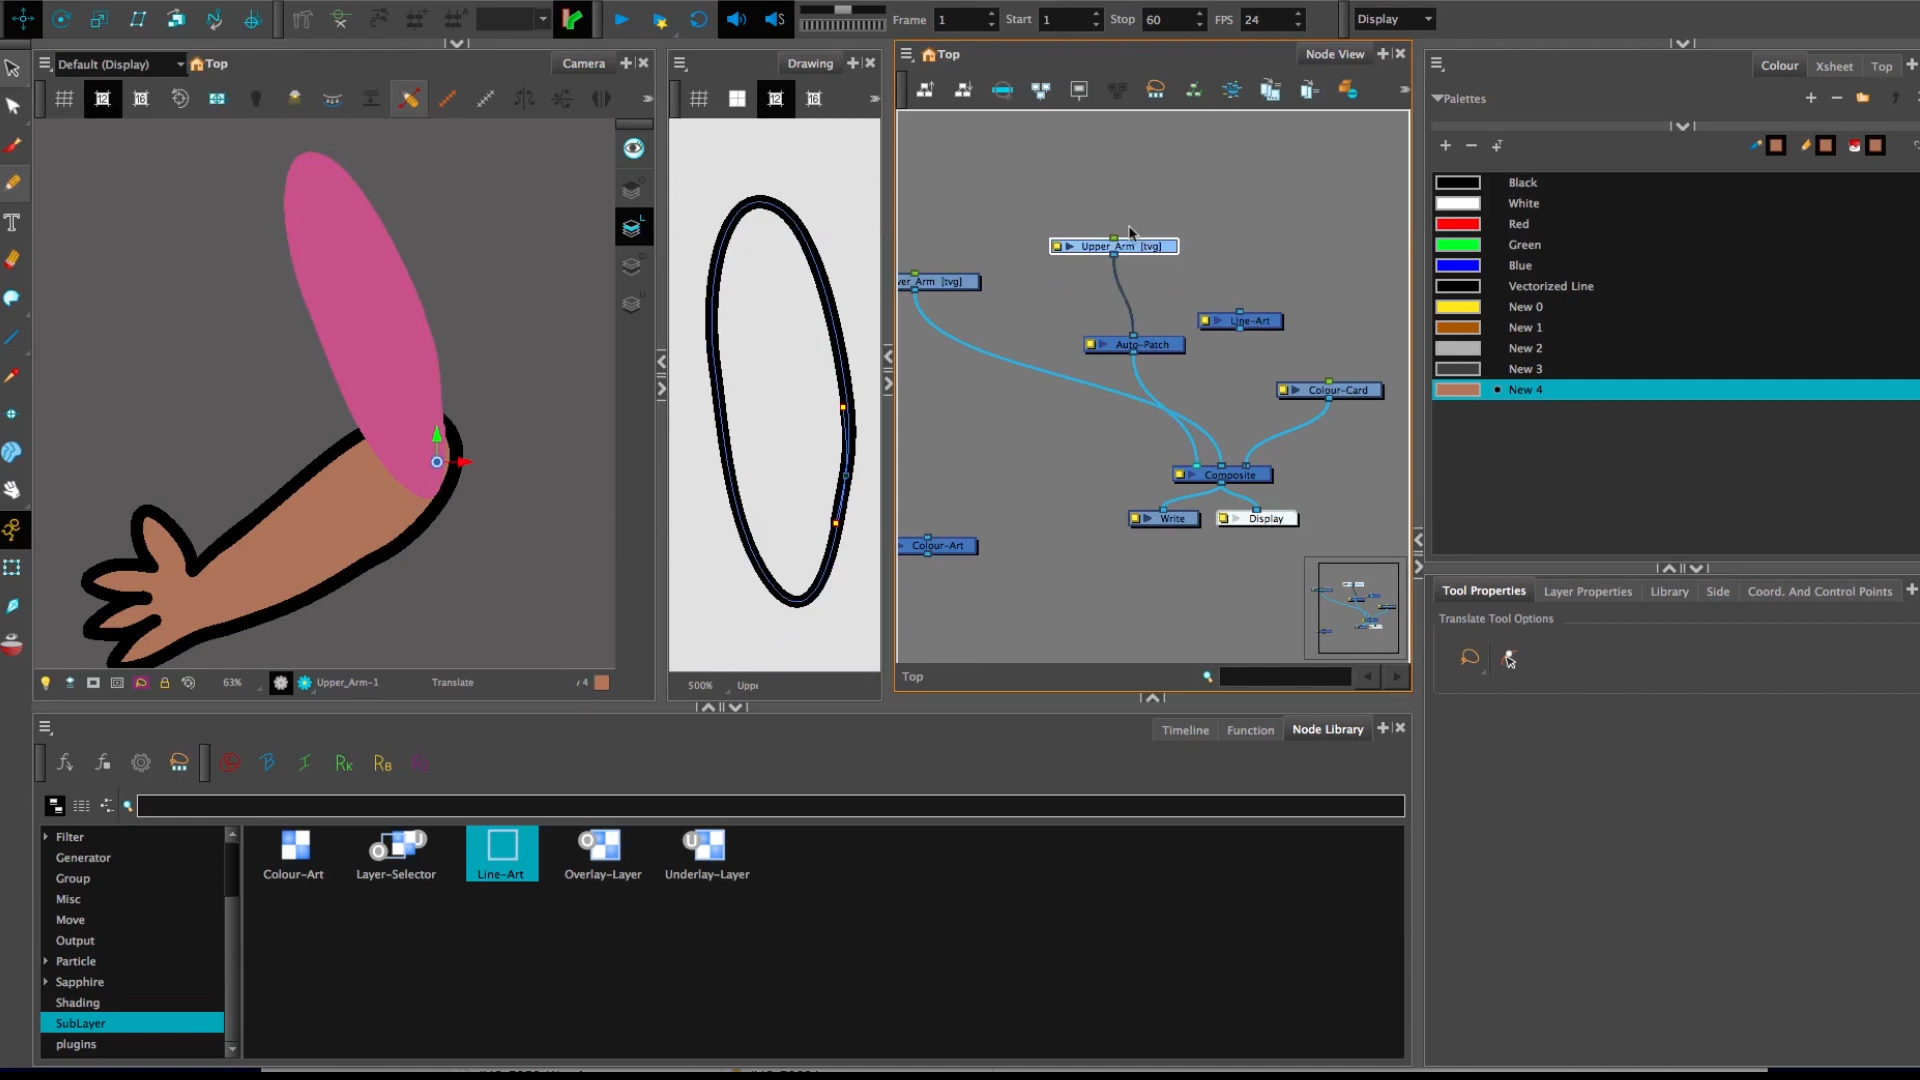 Frame 1 Start 1 Stop 60 FPS 24 Display
Default (Display) Top Camera
Drawing
Top Node View
Colour Xsheet Top
Palettes
Black
White
Red
Green
Blue
Vectorized Line
New 0
New 1
New 2
New 3
New 4
Upper_Arm [tvg]
ver_Arm [tvg]
Line-Art
Auto-Patch
Colour-Card
Composite
Write Display
Colour-Art
63% Upper_Arm-1 Translate / 4
500% Uppe
Top
Tool Properties Layer Properties Library Side Coord. And Control Points
Translate Tool Options
Timeline Function Node Library
Filter
Generator
Group
Misc
Move
Output
Particle
Sapphire
Shading
SubLayer
plugins
Colour-Art Layer-Selector Line-Art Overlay-Layer Underlay-Layer